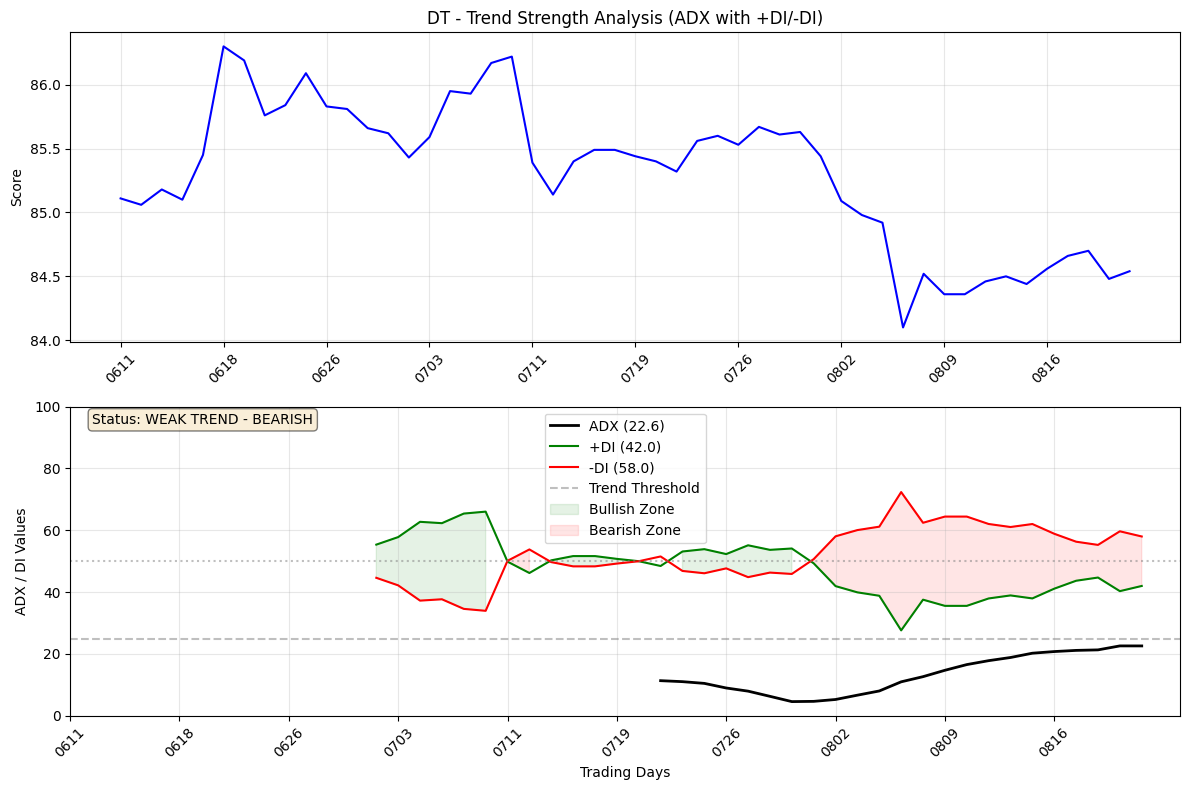 DT - Trend Strength Analysis (ADX with +DI/-DI)
Score
86.0
85.5
85.0
84.5
84.0
0611 0618 0626 0703 0711 0719 0726 0802 0809 0816
ADX / DI Values
100
80
60
40
20
0
Status: WEAK TREND - BEARISH
ADX (22.6)
+DI (42.0)
-DI (58.0)
Trend Threshold
Bullish Zone
Bearish Zone
0611 0618 0626 0703 0711 0719 0726 0802 0809 0816
Trading Days